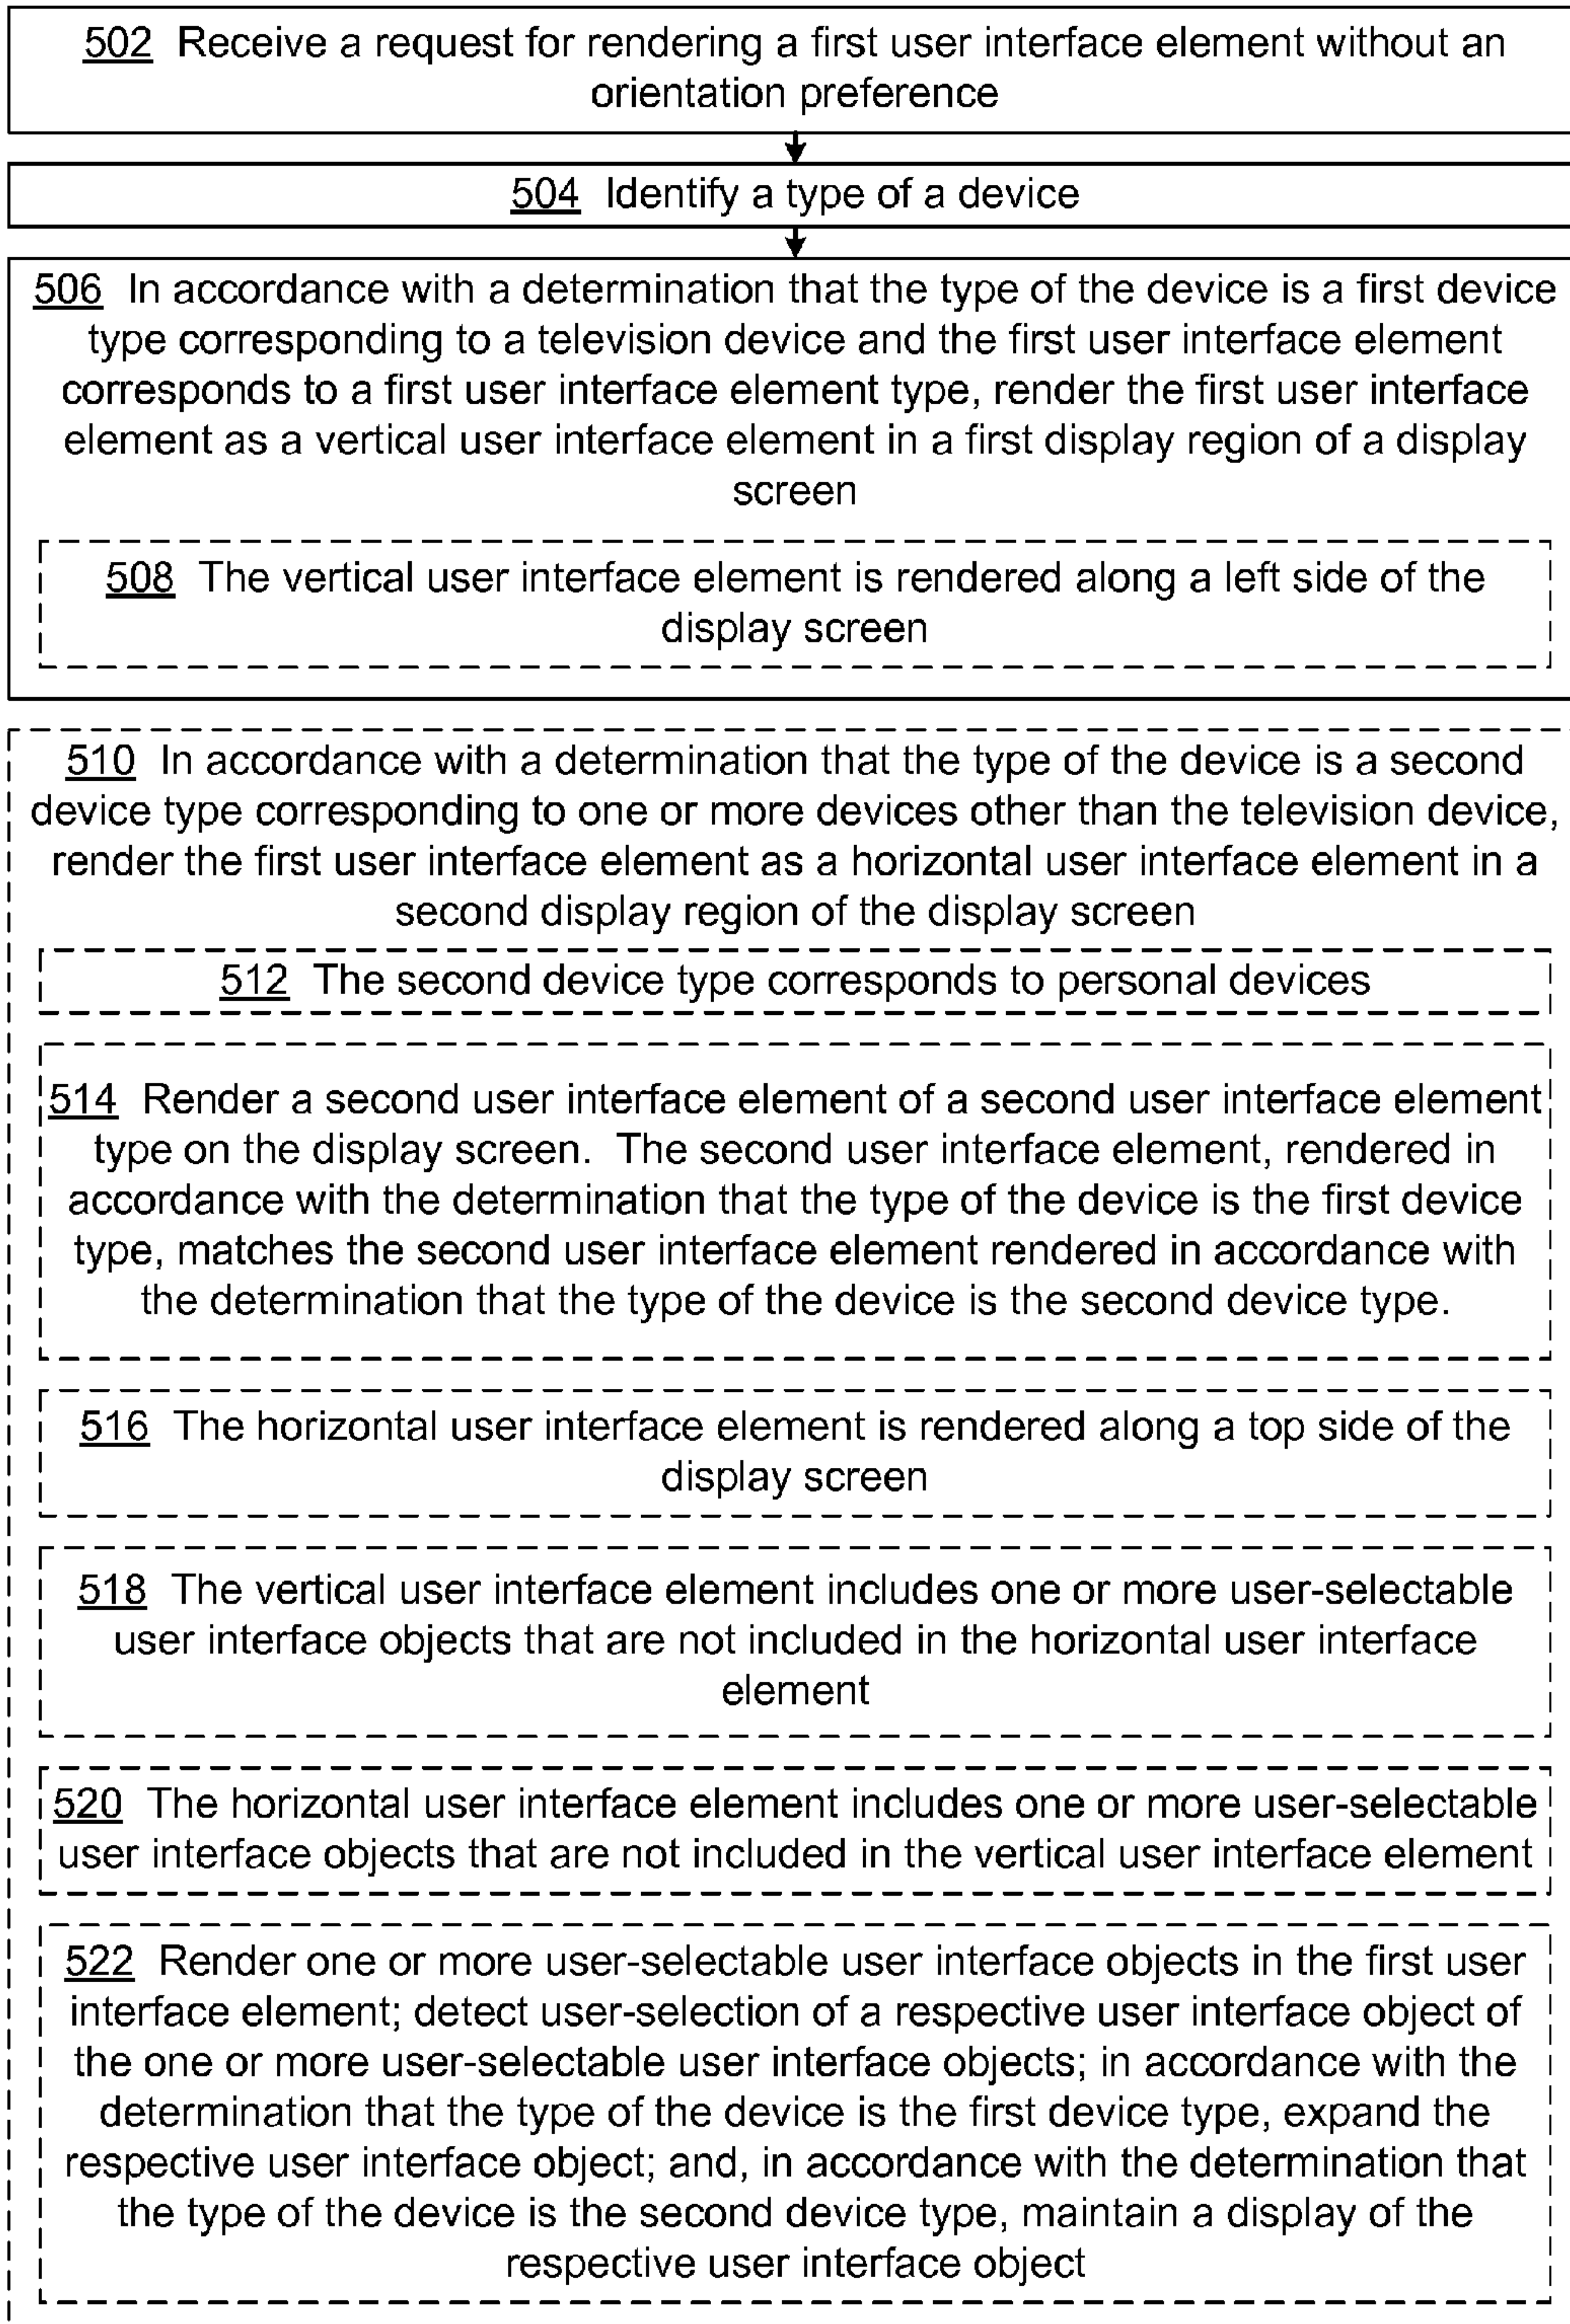 502 Receive a request for rendering a first user interface element without an
orientation preference
504 Identify a type of a device
506 In accordance with a determination that the type of the device is a first device
type corresponding to a television device and the first user interface element
corresponds to a first user interface element type, render the first user interface
element as a vertical user interface element in a first display region of a display
screen
508 The vertical user interface element is rendered along a left side of the
display screen
510 In accordance with a determination that the type of the device is a second
device type corresponding to one or more devices other than the television device,
render the first user interface element as a horizontal user interface element in a
second display region of the display screen
512 The second device type corresponds to personal devices
514 Render a second user interface element of a second user interface element
type on the display screen. The second user interface element, rendered in
accordance with the determination that the type of the device is the first device
type, matches the second user interface element rendered in accordance with
the determination that the type of the device is the second device type.
516 The horizontal user interface element is rendered along a top side of the
display screen
518 The vertical user interface element includes one or more user-selectable
user interface objects that are not included in the horizontal user interface
element
520 The horizontal user interface element includes one or more user-selectable
user interface objects that are not included in the vertical user interface element
522 Render one or more user-selectable user interface objects in the first user
interface element; detect user-selection of a respective user interface object of
the one or more user-selectable user interface objects; in accordance with the
determination that the type of the device is the first device type, expand the
respective user interface object; and, in accordance with the determination that
the type of the device is the second device type, maintain a display of the
respective user interface object